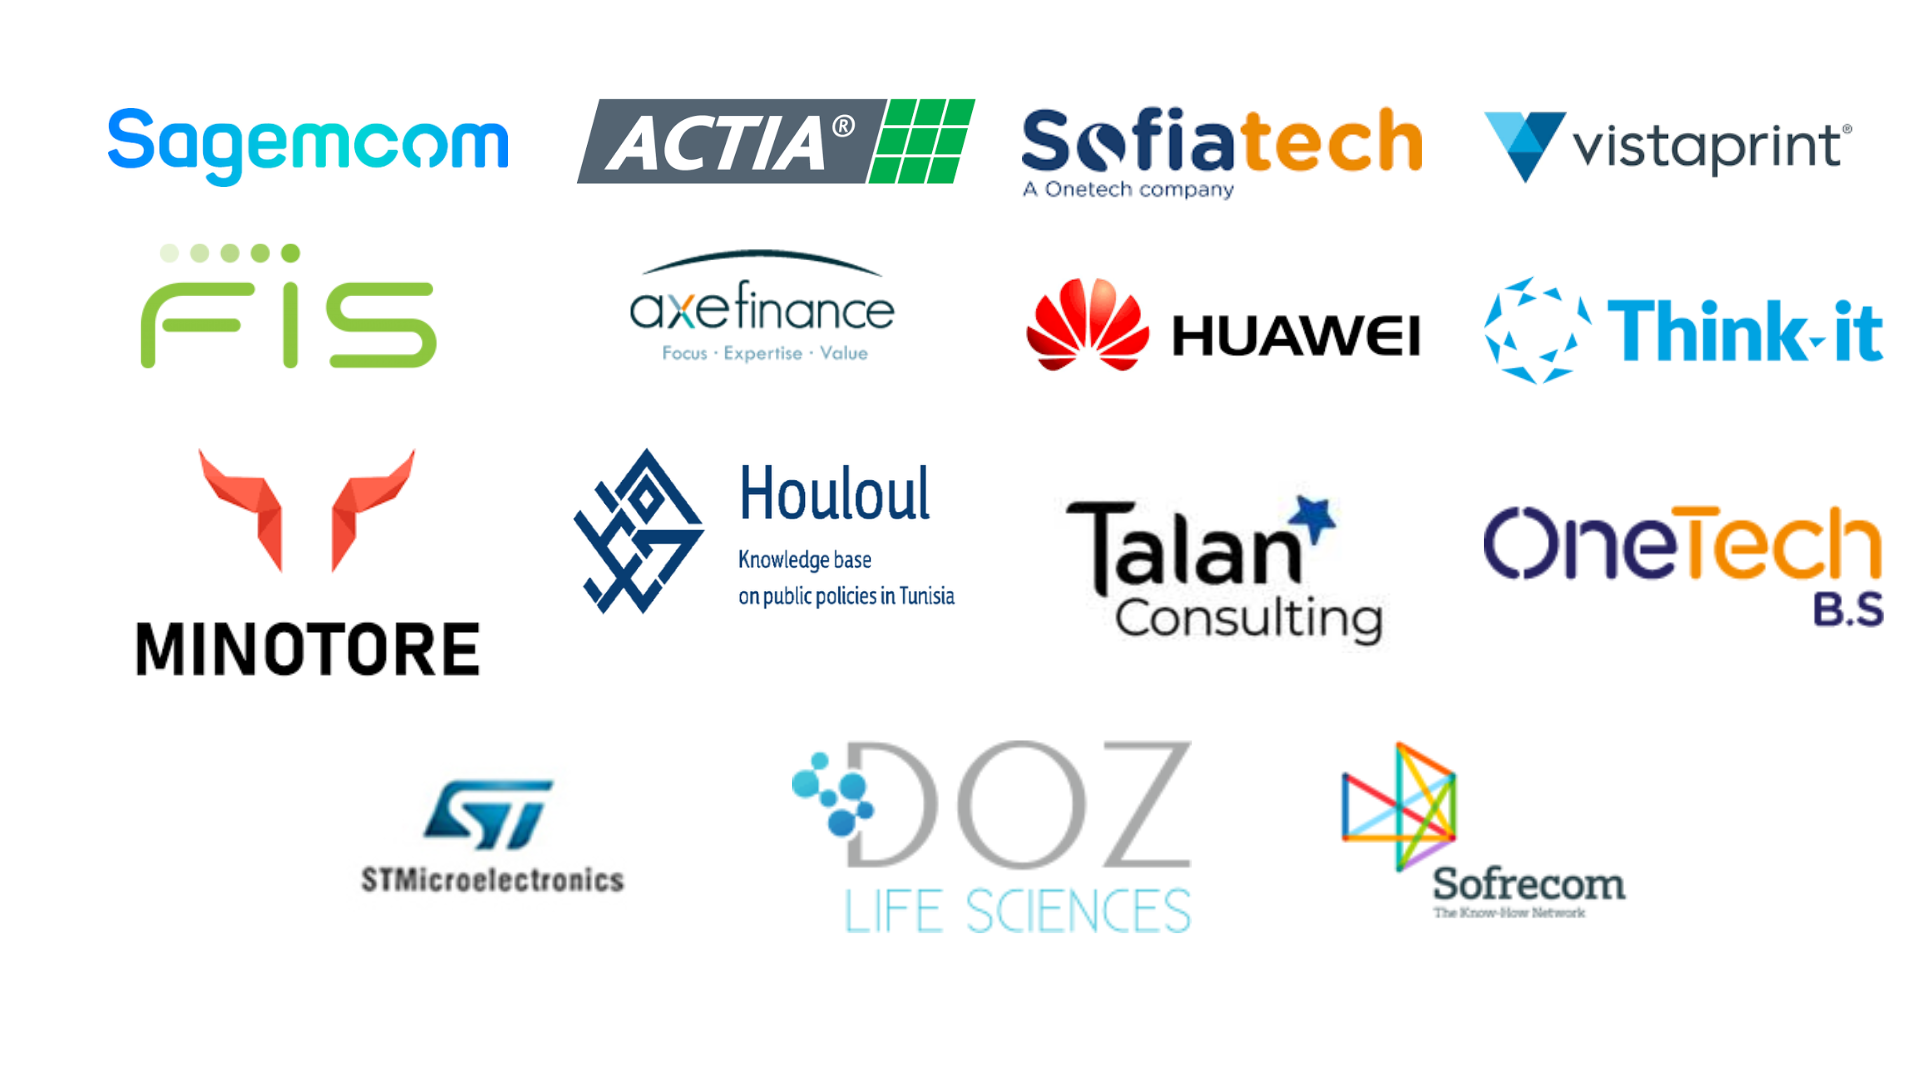 Sagemcom
ACTIA®
Sofiatech
A Onetech company
vistaprint®
FIS
axefinance
Focus · Expertise · Value
HUAWEI
Think-it
MINOTORE
Houloul
Knowledge base
on public policies in Tunisia
Talan
Consulting
OneTech
B.S
ST
STMicroelectronics
DOZ
LIFE SCIENCES
Sofrecom
The Know-How Network